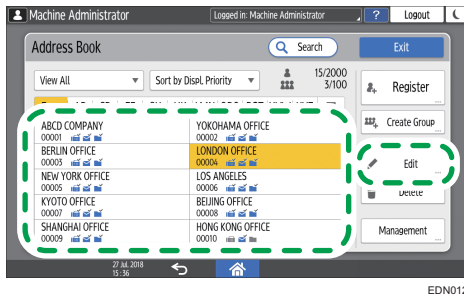 Machine Administrator
Logged in: Machine Administrator
?
Logout
Address Book
Search
Exit
View All
Sort by Displ. Priority
15/2000
3/100
Register
Create Group
ABCD COMPANY
00001
YOKOHAMA OFFICE
00002
BERLIN OFFICE
00003
LONDON OFFICE
00004
Edit
NEW YORK OFFICE
00005
LOS ANGELES
00006
Delete
KYOTO OFFICE
00007
BEIJING OFFICE
00008
SHANGHAI OFFICE
00009
HONG KONG OFFICE
00010
Management
27 Jul. 2018
15:36
EDN012